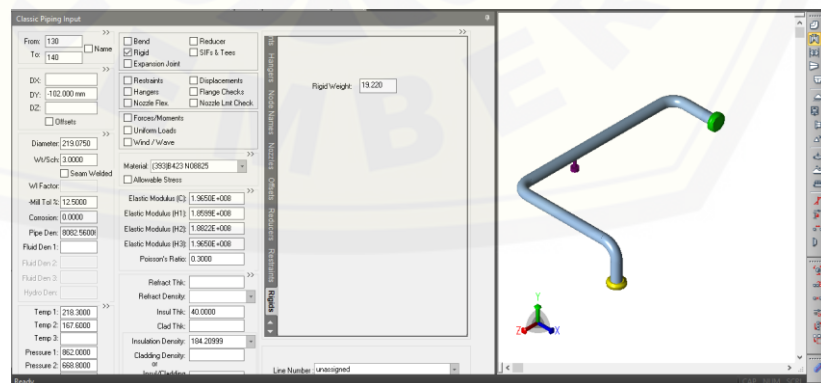 Classic Piping Input
From: 130
To: 140
Name
DX:
DY: -102.000 mm
DZ:
Offsets
Diameter: 219.0750
Wt/Sch: 3.0000
Seam Welded
WI Factor:
-Mill Tol %: 12.5000
Corrosion: 0.0000
Pipe Den: 8082.56006
Fluid Den 1:
Fluid Den 2:
Fluid Den 3:
Hydro Den:
Temp 1: 218.3000
Temp 2: 167.6000
Temp 3:
Pressure 1: 862.0000
Pressure 2: 668.8000
Bend
Reducer
Rigid
SIFs & Tees
Expansion Joint
Restraints
Displacements
Hangers
Flange Checks
Nozzle Flex.
Nozzle Lmt Check
Forces/Moments
Uniform Loads
Wind / Wave
Material: (393)B423 N08825
Allowable Stress
Elastic Modulus (C): 1.9650E+008
Elastic Modulus (H1): 1.8599E+008
Elastic Modulus (H2): 1.8822E+008
Elastic Modulus (H3): 1.9650E+008
Poisson's Ratio: 0.3000
Refract Thk:
Refract Density:
Insul Thk: 40.0000
Clad Thk:
Insulation Density: 184.20999
Cladding Density:
or
Insul/Cladding
Hangers
Node Names
Nozzles
Offsets
Reducers
Restraints
Rigids
Rigid Weight: 19.220
Line Number unassigned
Y
Z
X
Ready